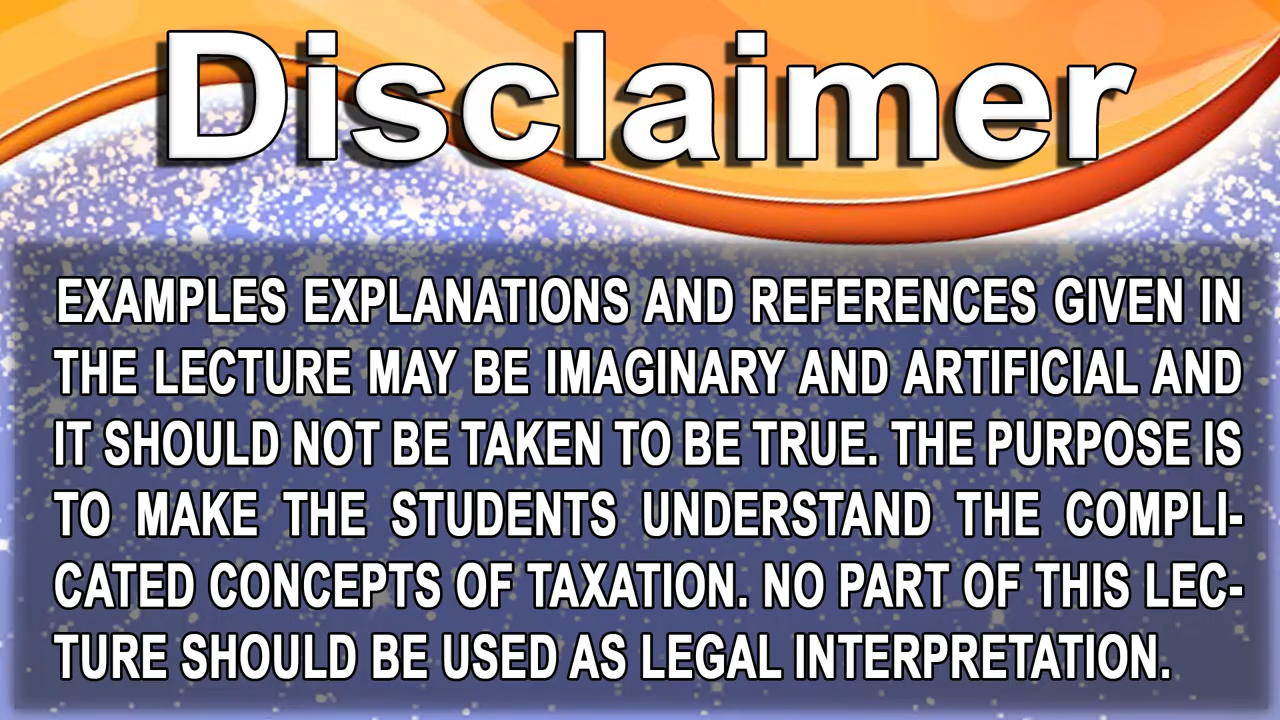 Disclaimer
EXAMPLES EXPLANATIONS AND REFERENCES GIVEN IN
THE LECTURE MAY BE IMAGINARY AND ARTIFICIAL AND
IT SHOULD NOT BE TAKEN TO BE TRUE. THE PURPOSE IS
TO MAKE THE STUDENTS UNDERSTAND THE COMPLI-
CATED CONCEPTS OF TAXATION. NO PART OF THIS LEC-
TURE SHOULD BE USED AS LEGAL INTERPRETATION.